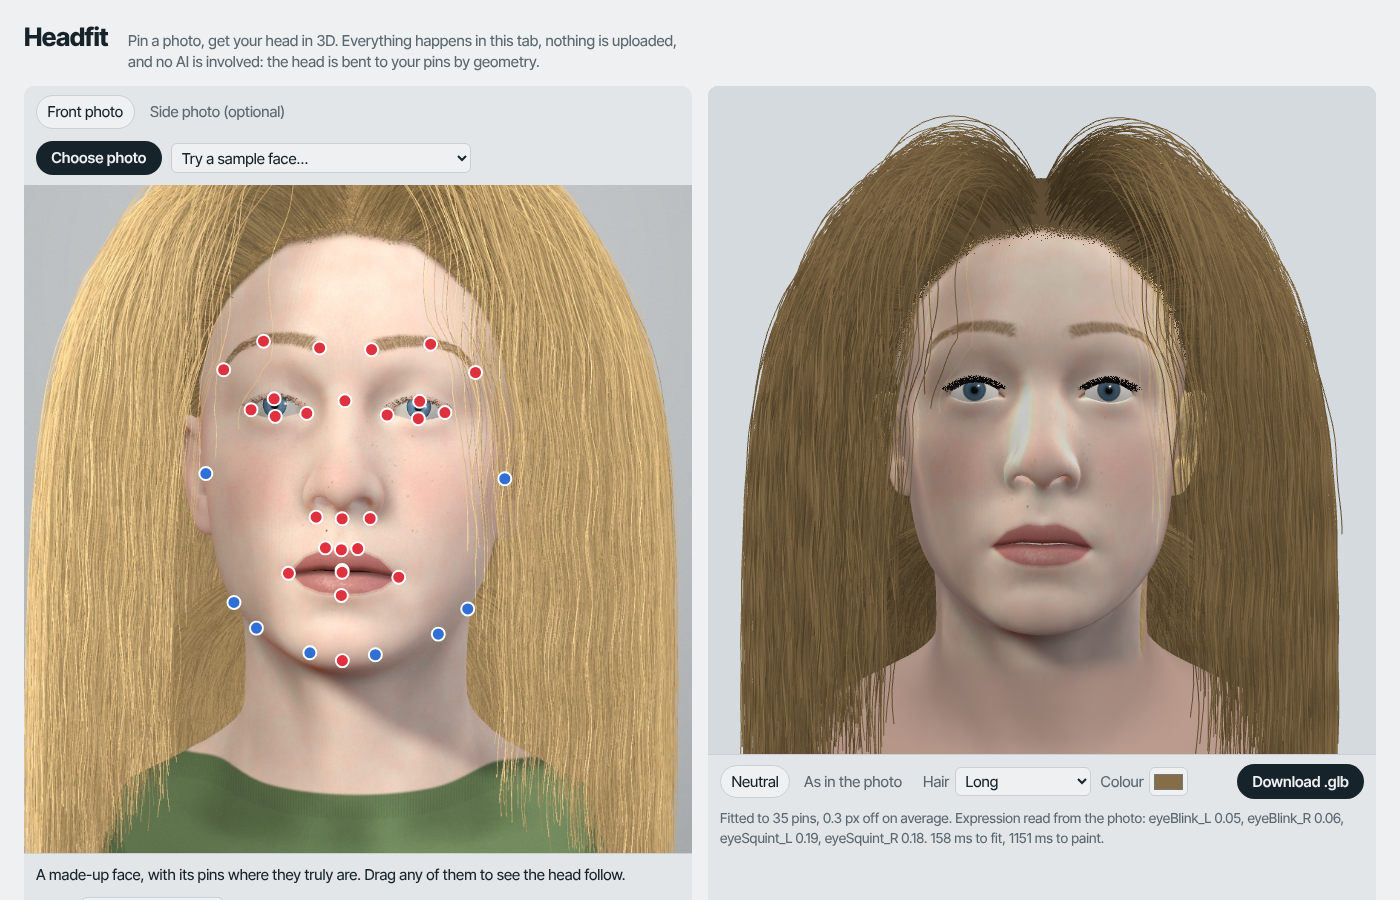 Headfit
Pin a photo, get your head in 3D. Everything happens in this tab, nothing is uploaded,
and no AI is involved: the head is bent to your pins by geometry.
Front photo
Side photo (optional)
Choose photo
Try a sample face...
A made-up face, with its pins where they truly are. Drag any of them to see the head follow.
Neutral
As in the photo
Hair
Long
Colour
Download .glb
Fitted to 35 pins, 0.3 px off on average. Expression read from the photo: eyeBlink_L 0.05, eyeBlink_R 0.06,
eyeSquint_L 0.19, eyeSquint_R 0.18. 158 ms to fit, 1151 ms to paint.